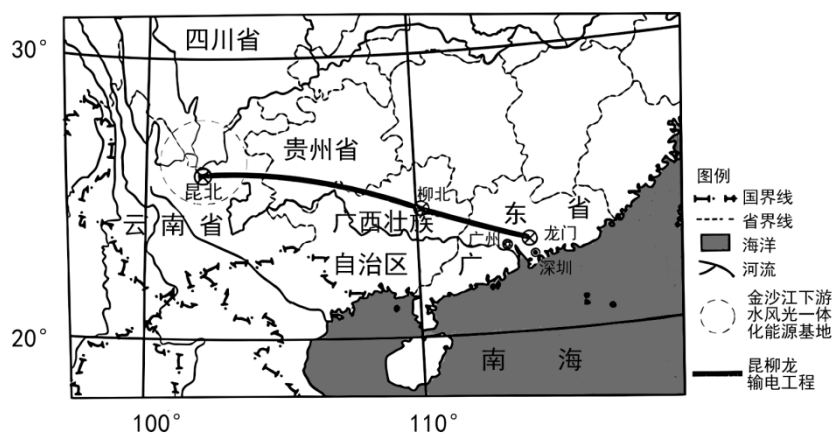 30°
四川省
贵州省
昆北
柳北
云南省
广西壮族
自治区
广
东
省
广州
龙门
深圳
20°
南 海
100°
110°
图例
国界线
省界线
海洋
河流
金沙江下游
水风光一体
化能源基地
昆柳龙
输电工程